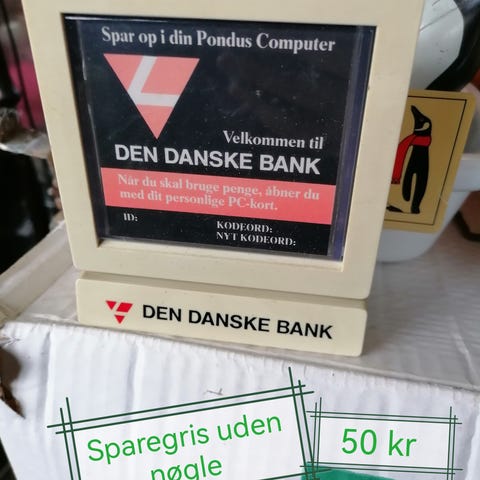 Spar op i din Pondus Computer
Velkommen til
DEN DANSKE BANK
Når du skal bruge penge, åbner du
med dit personlige PC-kort.
ID:
KODEORD:
NYT KODEORD:
DEN DANSKE BANK
Sparegris uden
nøgle
50 kr